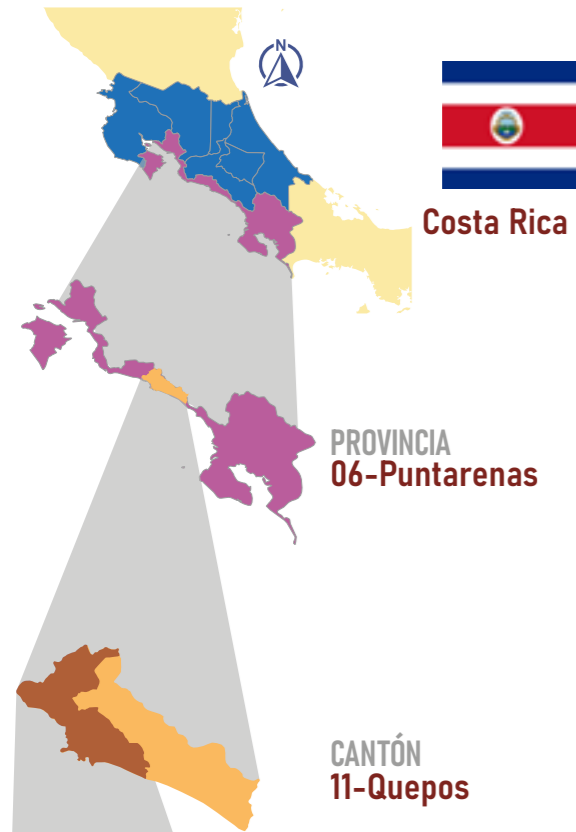 N
Costa Rica
PROVINCIA
06-Puntarenas
CANTÓN
11-Quepos